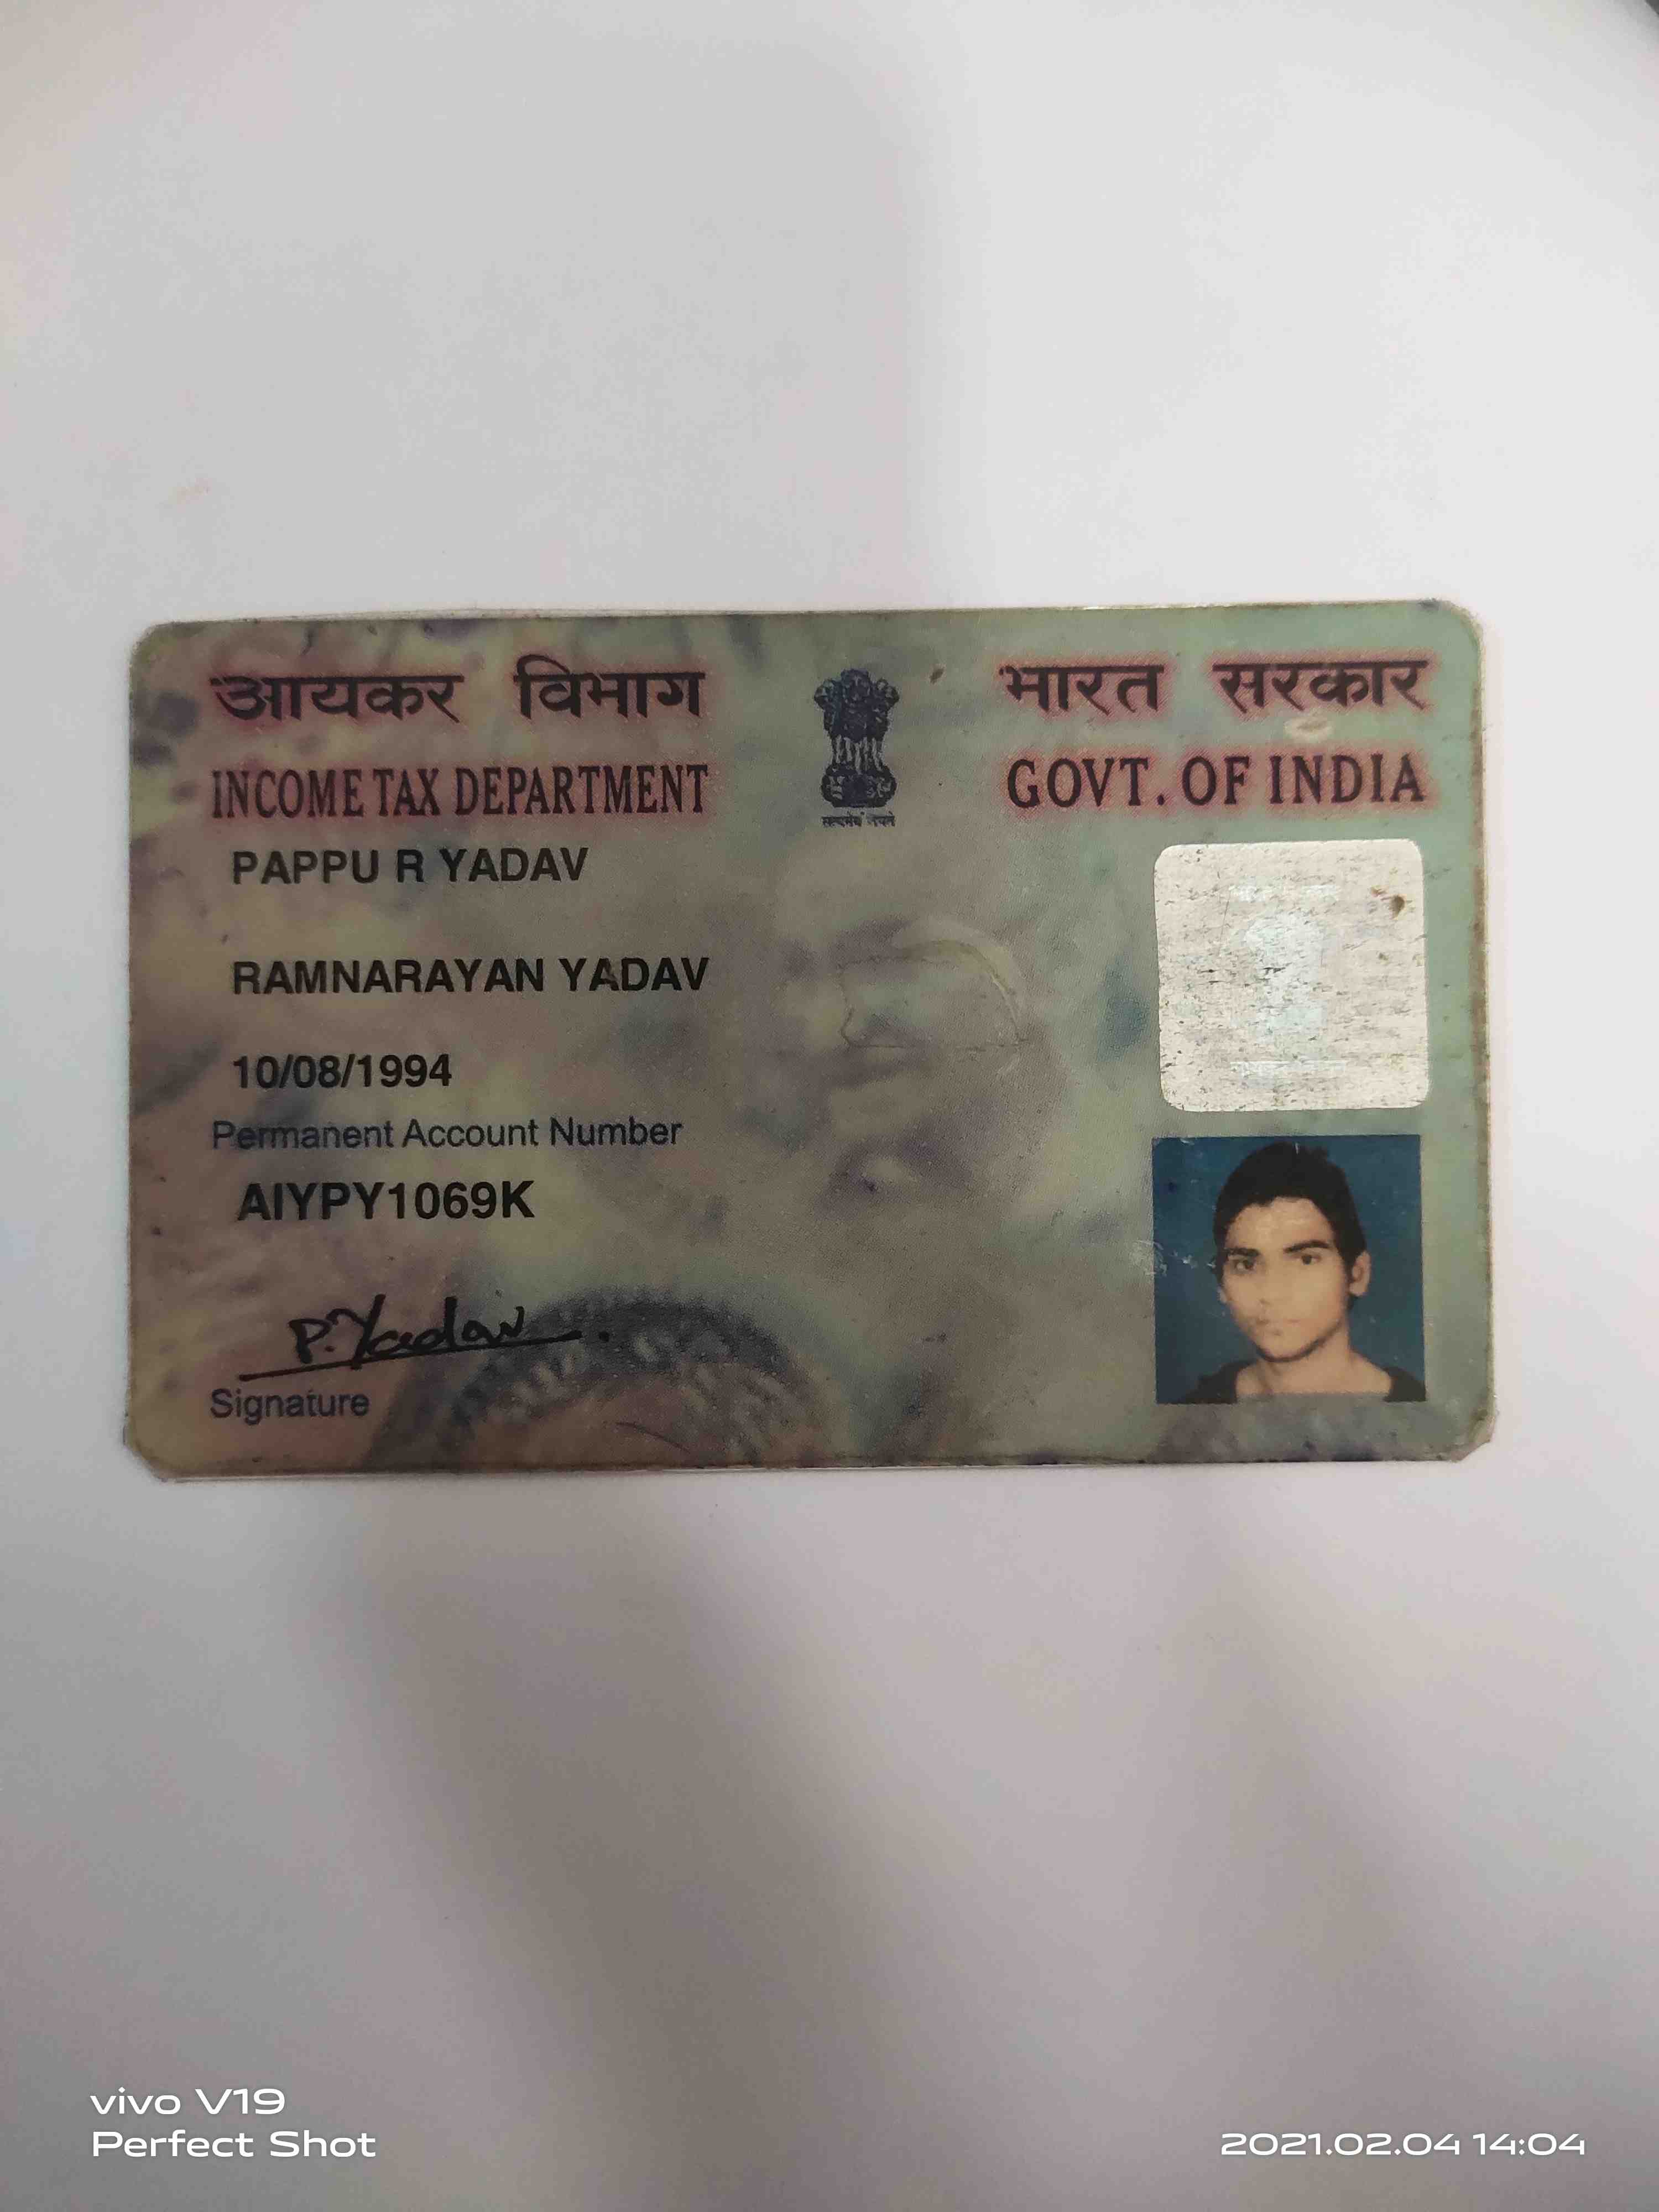 आयकर विभाग
भारत सरकार
INCOME TAX DEPARTMENT
GOVT. OF INDIA
सत्यमेव जयते
PAPPU R YADAV
RAMNARAYAN YADAV
10/08/1994
Permanent Account Number
AIYPY1069K
P. Yadav
Signature
vivo V19
Perfect Shot
2021.02.04 14:04